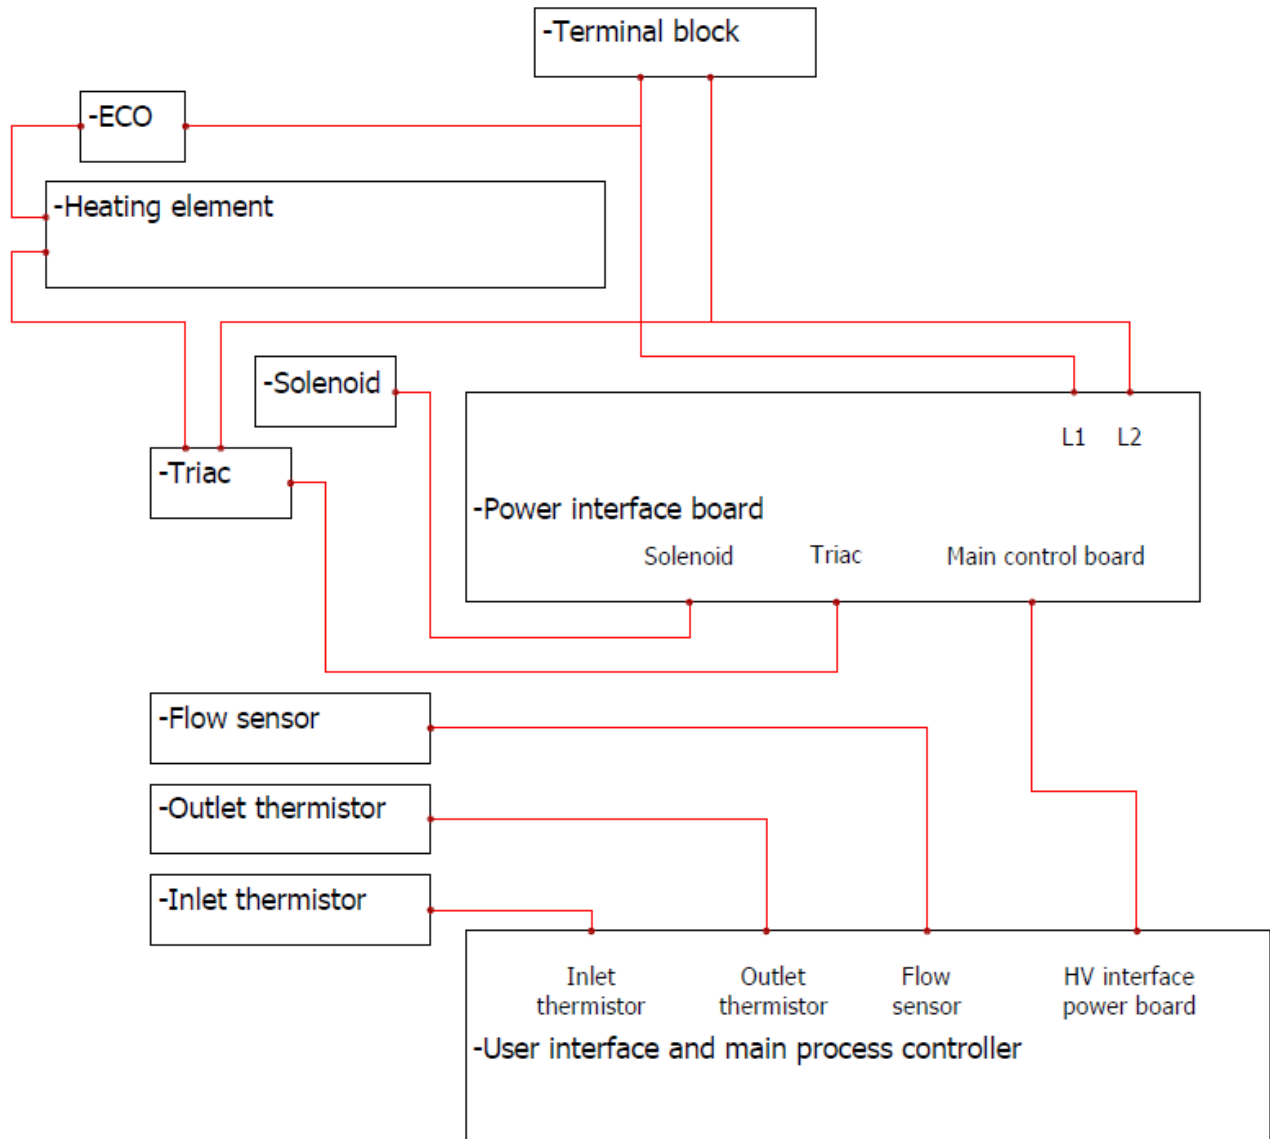 -Terminal block
-ECO
-Heating element
-Solenoid
-Triac
L1 L2
-Power interface board
Solenoid Triac Main control board
-Flow sensor
-Outlet thermistor
-Inlet thermistor
Inlet thermistor
Outlet thermistor
Flow sensor
HV interface power board
-User interface and main process controller